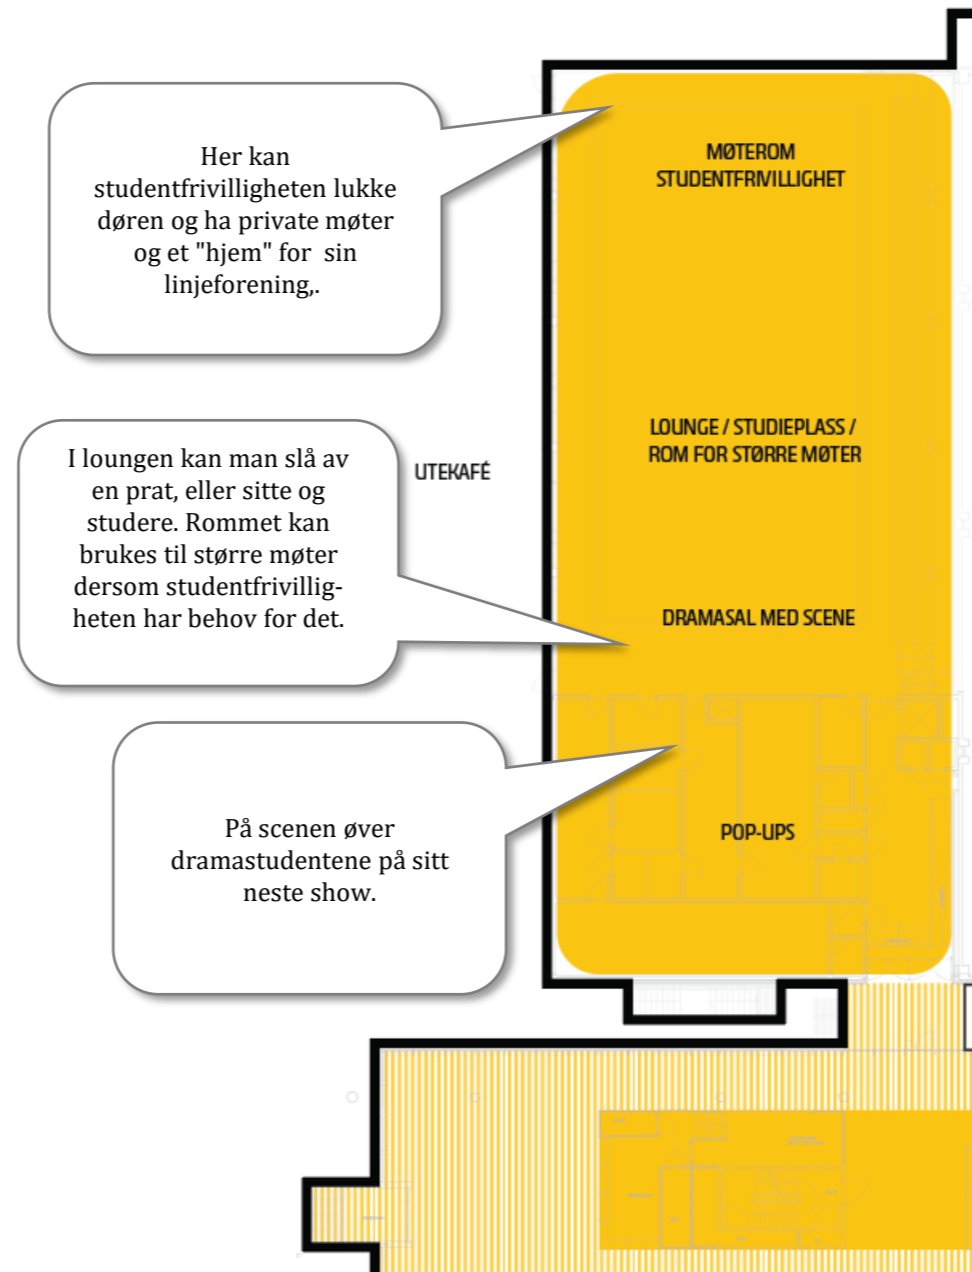 Her kan
studentfrivilligheten lukke
døren og ha private møter
og et "hjem" for  sin
linjeforening,.
MØTEROM
STUDENTFRIVILLIGHET
I loungen kan man slå av
en prat, eller sitte og
studere. Rommet kan
brukes til større møter
dersom studentfrivillig-
heten har behov for det.
UTEKAFÉ
LOUNGE / STUDIEPLASS /
ROM FOR STØRRE MØTER
DRAMASAL MED SCENE
På scenen øver
dramastudentene på sitt
neste show.
POP-UPS